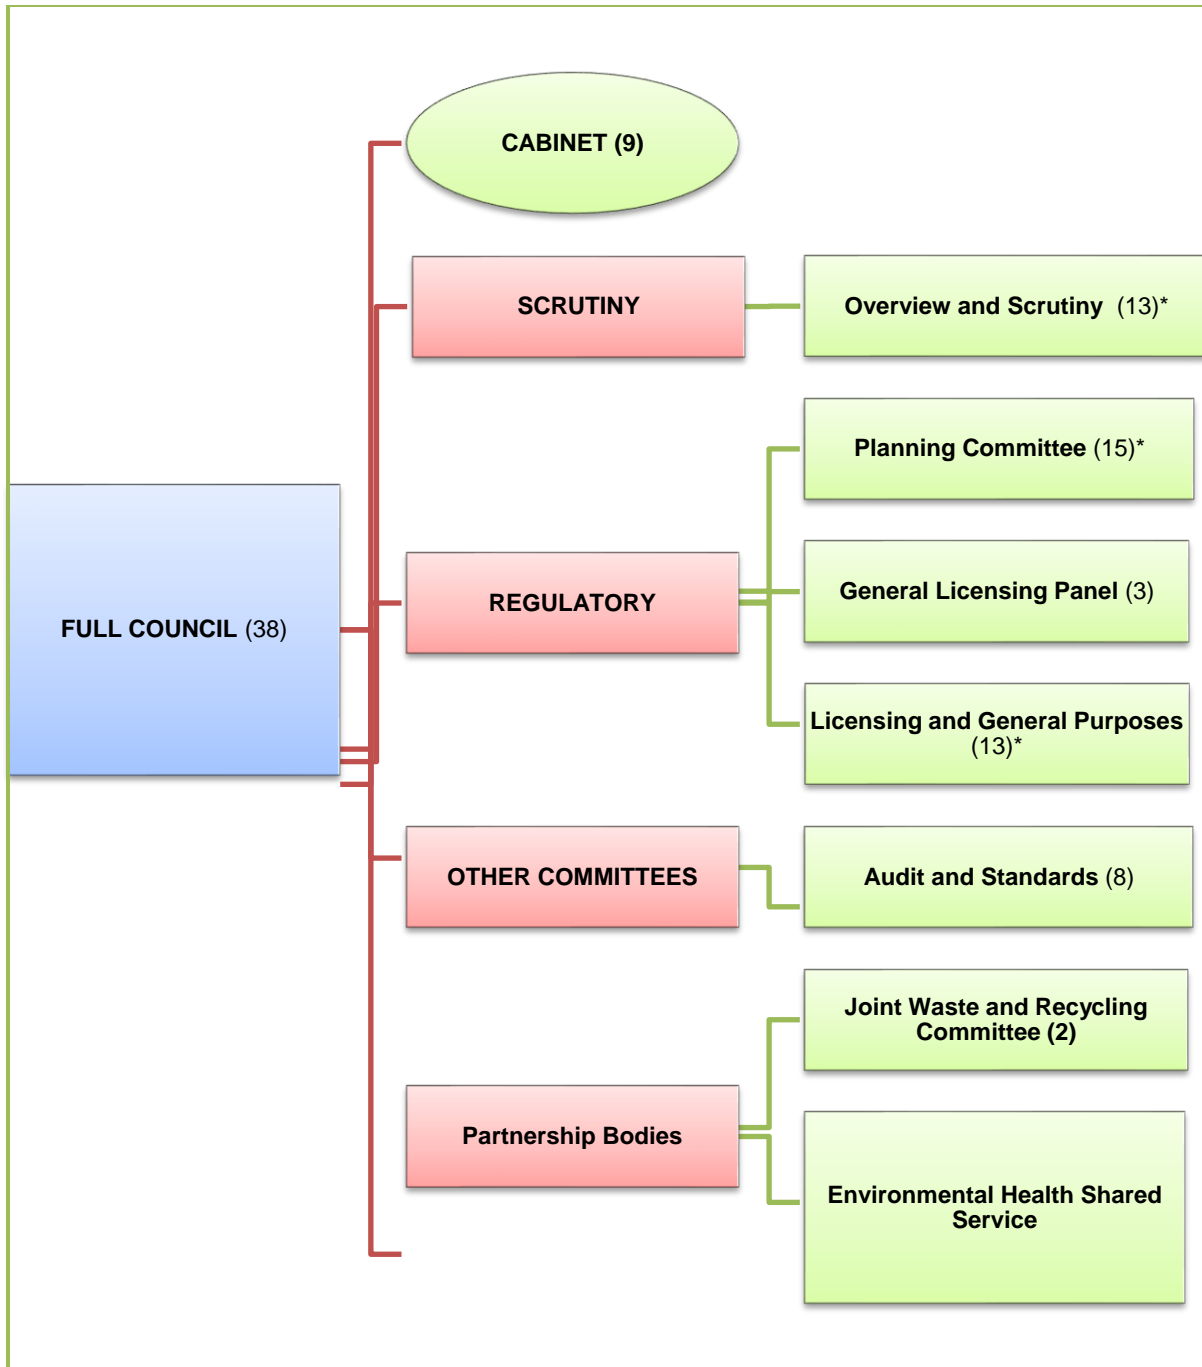 CABINET (9)
SCRUTINY
Overview and Scrutiny  (13)*
Planning Committee (15)*
FULL COUNCIL (38)
REGULATORY
General Licensing Panel (3)
Licensing and General Purposes
(13)*
OTHER COMMITTEES
Audit and Standards (8)
Joint Waste and Recycling
Committee (2)
Partnership Bodies
Environmental Health Shared
Service